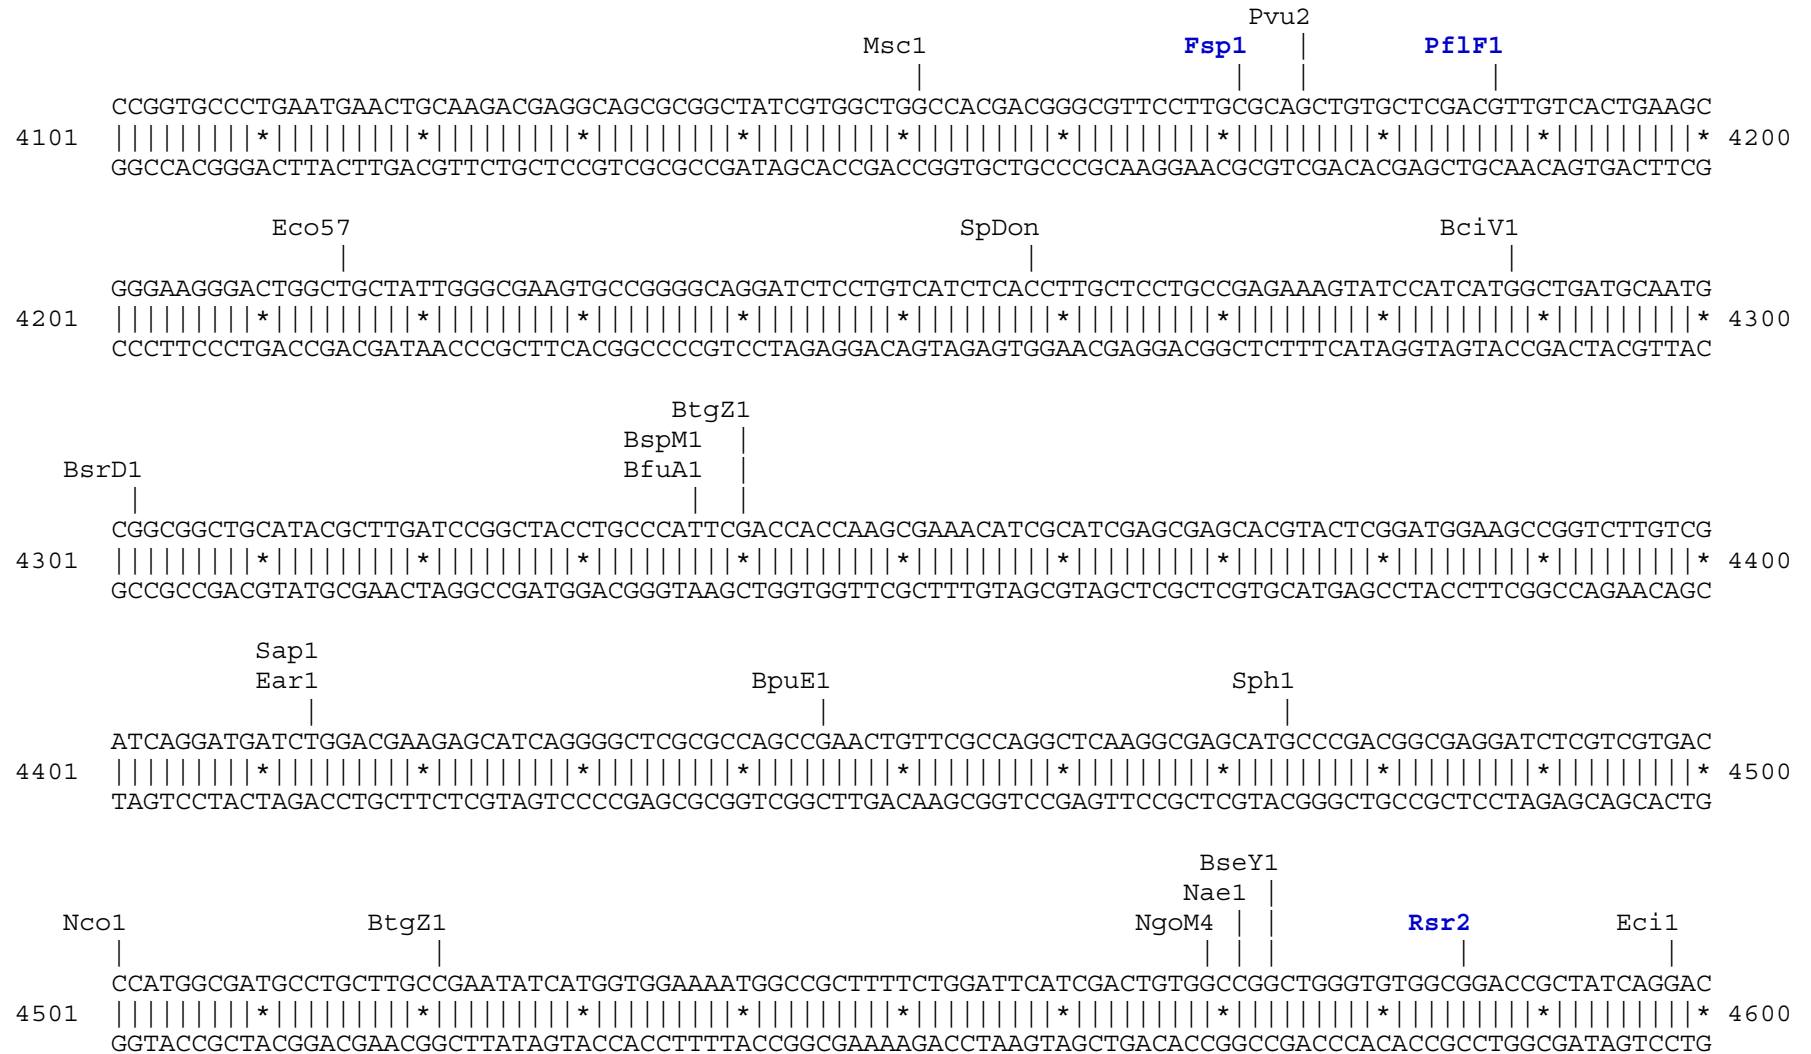 Pvu2
Msc1 Fsp1 | PflF1
| | | |
CCGGTGCCCTGAATGAACTGCAAGACGAGGCAGCGCGGCTATCGTGGCTGGCCACGACGGGCGTTCCTTGCGCAGCTGTGCTCGACGTTGTCACTGAAGC
4101 |||||||||*|||||||||*|||||||||*|||||||||*|||||||||*|||||||||*|||||||||*|||||||||*|||||||||*|||||||||* 4200
GGCCACGGGACTTACTTGACGTTCTGCTCCGTCGCGCCGATAGCACCGACCGGTGCTGCCCGCAAGGAACGCGTCGACACGAGCTGCAACAGTGACTTCG
Eco57 SpDon BciV1
| | |
GGGAAGGGACTGGCTGCTATTGGGCGAAGTGCCGGGGCAGGATCTCCTGTCATCTCACCTTGCTCCTGCCGAGAAAGTATCCATCATGGCTGATGCAATG
4201 |||||||||*|||||||||*|||||||||*|||||||||*|||||||||*|||||||||*|||||||||*|||||||||*|||||||||*|||||||||* 4300
CCCTTCCCTGACCGACGATAACCCGCTTCACGGCCCCGTCCTAGAGGACAGTAGAGTGGAACGAGGACGGCTCTTTCATAGGTAGTACCGACTACGTTAC
BtgZ1
BspM1 |
BsrD1 BfuA1 |
| | |
CGGCGGCTGCATACGCTTGATCCGGCTACCTGCCCATTCGACCACCAAGCGAAACATCGCATCGAGCGAGCACGTACTCGGATGGAAGCCGGTCTTGTCG
4301 |||||||||*|||||||||*|||||||||*|||||||||*|||||||||*|||||||||*|||||||||*|||||||||*|||||||||*|||||||||* 4400
GCCGCCGACGTATGCGAACTAGGCCGATGGACGGGTAAGCTGGTGGTTCGCTTTGTAGCGTAGCTCGCTCGTGCATGAGCCTACCTTCGGCCAGAACAGC
Sap1
Ear1 BpuE1 Sph1
| | |
ATCAGGATGATCTGGACGAAGAGCATCAGGGGCTCGCGCCAGCCGAACTGTTCGCCAGGCTCAAGGCGAGCATGCCCGACGGCGAGGATCTCGTCGTGAC
4401 |||||||||*|||||||||*|||||||||*|||||||||*|||||||||*|||||||||*|||||||||*|||||||||*|||||||||*|||||||||* 4500
TAGTCCTACTAGACCTGCTTCTCGTAGTCCCCGAGCGCGGTCGGCTTGACAAGCGGTCCGAGTTCCGCTCGTACGGGCTGCCGCTCCTAGAGCAGCACTG
BseY1
Nae1 |
Nco1 BtgZ1 NgoM4 | | Rsr2 Eci1
| | | | | | |
CCATGGCGATGCCTGCTTGCCGAATATCATGGTGGAAAATGGCCGCTTTTCTGGATTCATCGACTGTGGCCGGCTGGGTGTGGCGGACCGCTATCAGGAC
4501 |||||||||*|||||||||*|||||||||*|||||||||*|||||||||*|||||||||*|||||||||*|||||||||*|||||||||*|||||||||* 4600
GGTACCGCTACGGACGAACGGCTTATAGTACCACCTTTTACCGGCGAAAAGACCTAAGTAGCTGACACCGGCCGACCCACACCGCCTGGCGATAGTCCTG